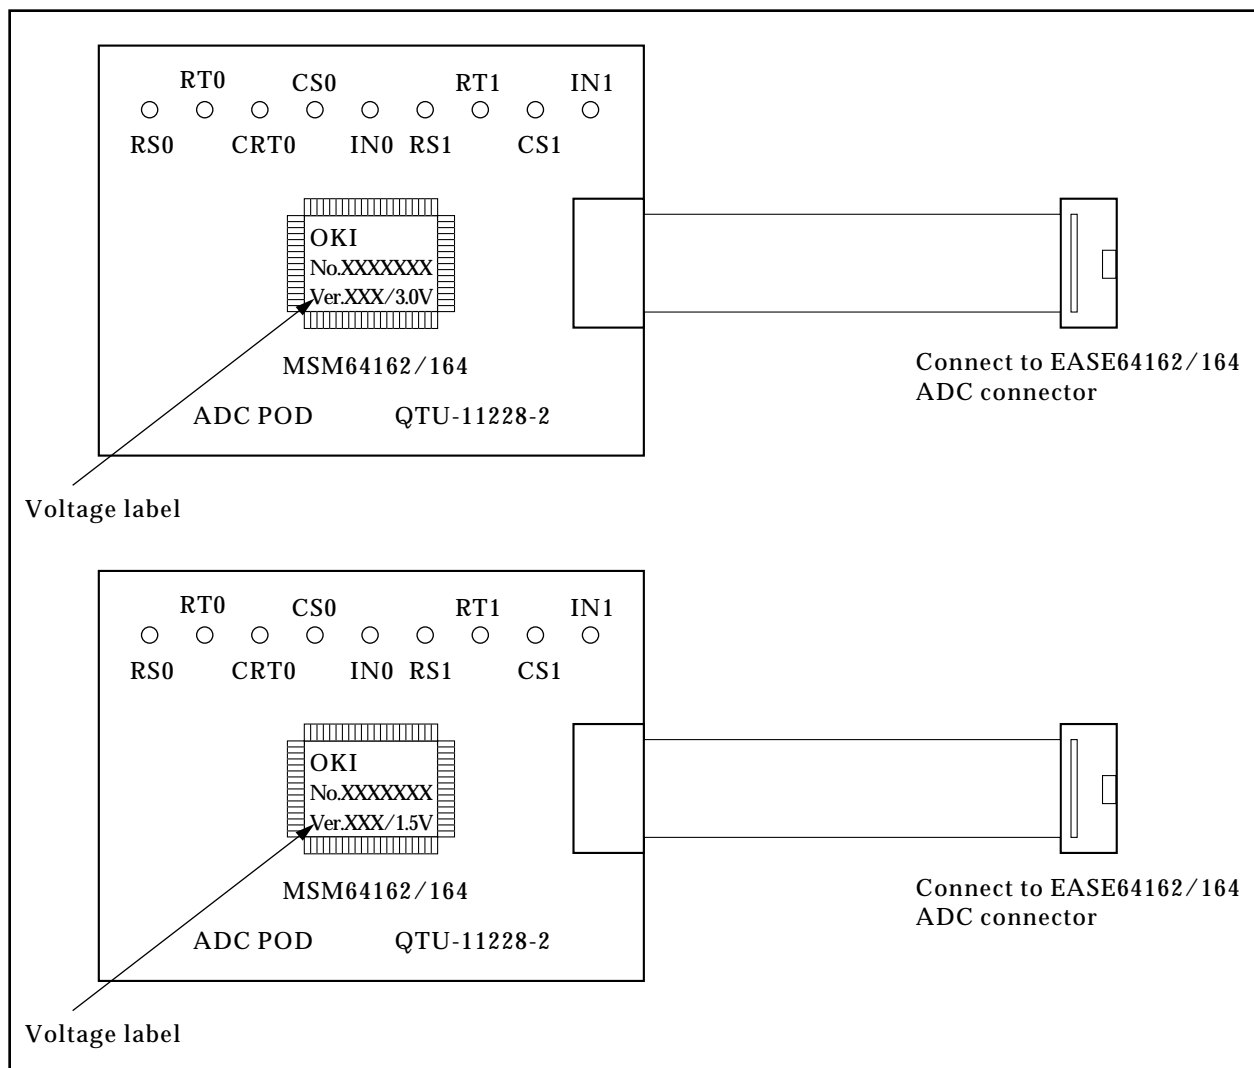 RT0 CS0 RT1 IN1
RS0 CRT0 IN0 RS1 CS1
OKI
No.XXXXXXX
Ver.XXX/3.0V
MSM64162/164
ADC POD QTU-11228-2
Connect to EASE64162/164
ADC connector
Voltage label
RT0 CS0 RT1 IN1
RS0 CRT0 IN0 RS1 CS1
OKI
No.XXXXXXX
Ver.XXX/1.5V
MSM64162/164
ADC POD QTU-11228-2
Connect to EASE64162/164
ADC connector
Voltage label